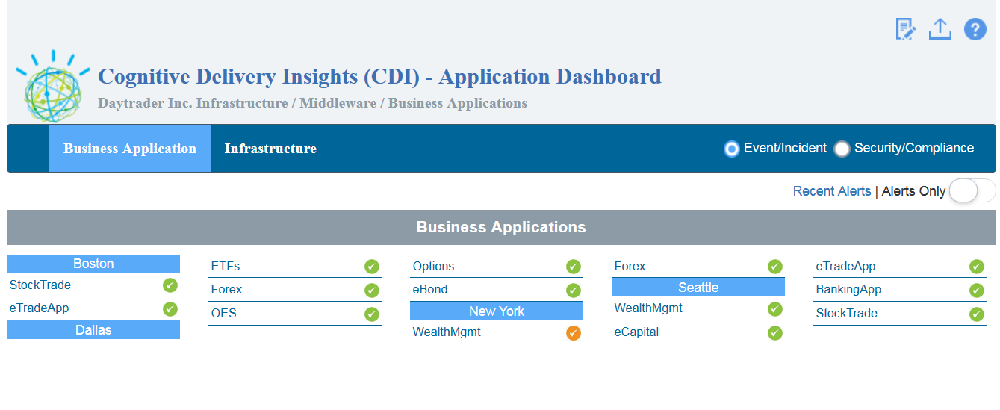 Cognitive Delivery Insights (CDI) - Application Dashboard
Daytrader Inc. Infrastructure / Middleware / Business Applications
Business Application
Infrastructure
Event/Incident
Security/Compliance
Recent Alerts | Alerts Only
Business Applications
Boston
StockTrade
eTradeApp
Dallas
ETFs
Forex
OES
Options
eBond
New York
WealthMgmt
Forex
Seattle
WealthMgmt
eCapital
eTradeApp
BankingApp
StockTrade